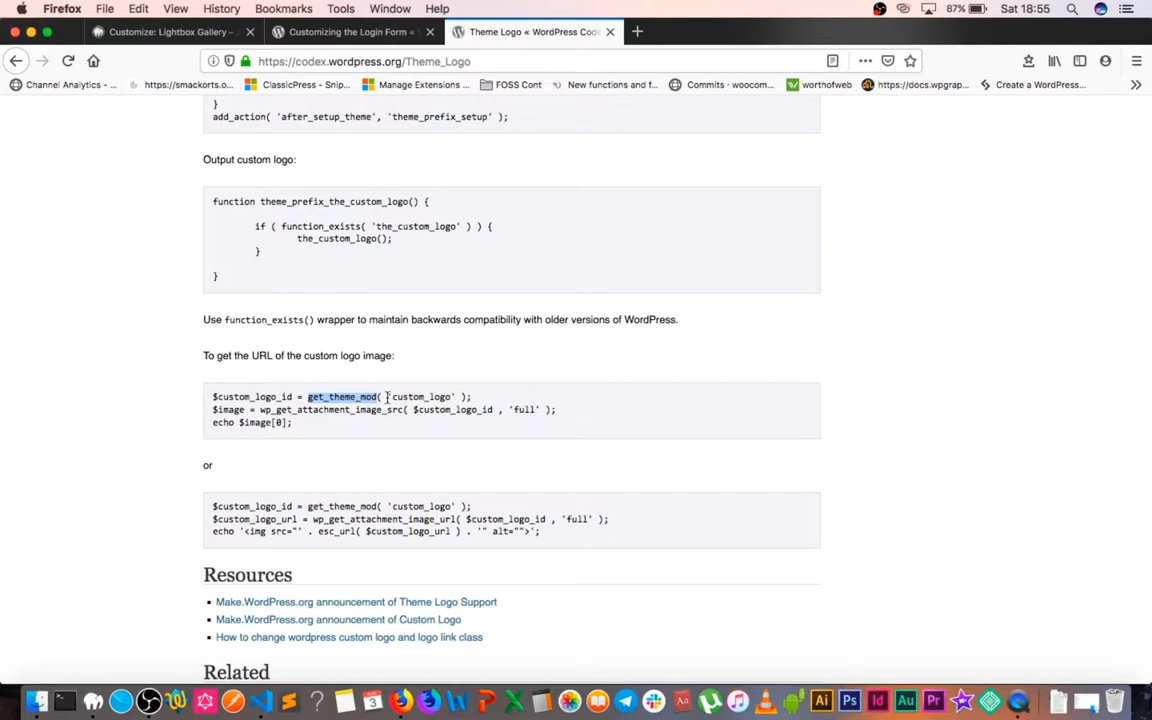 Firefox File Edit View History Bookmarks Tools Window Help 87% Sat 18:55
Customize: Lightbox Gallery – Customizing the Login Form « Theme Logo « WordPress Cod
https://codex.wordpress.org/Theme_Logo
Channel Analytics - ... https://smackorts.... ClassicPress - Snip... Manage Extensions ... FOSS Cont New functions and f... Commits · woocom... worthofweb https://docs.wpgrap... Create a WordPress...
}
add_action( 'after_setup_theme', 'theme_prefix_setup' );
Output custom logo:
function theme_prefix_the_custom_logo() {
if ( function_exists( 'the_custom_logo' ) ) {
the_custom_logo();
}
}
Use function_exists() wrapper to maintain backwards compatibility with older versions of WordPress.
To get the URL of the custom logo image:
$custom_logo_id = get_theme_mod( 'custom_logo' );
$image = wp_get_attachment_image_src( $custom_logo_id , 'full' );
echo $image[0];
or
$custom_logo_id = get_theme_mod( 'custom_logo' );
$custom_logo_url = wp_get_attachment_image_url( $custom_logo_id , 'full' );
echo '<img src="' . esc_url( $custom_logo_url ) . '" alt="">';
Resources
Make.WordPress.org announcement of Theme Logo Support
Make.WordPress.org announcement of Custom Logo
How to change wordpress custom logo and logo link class
Related